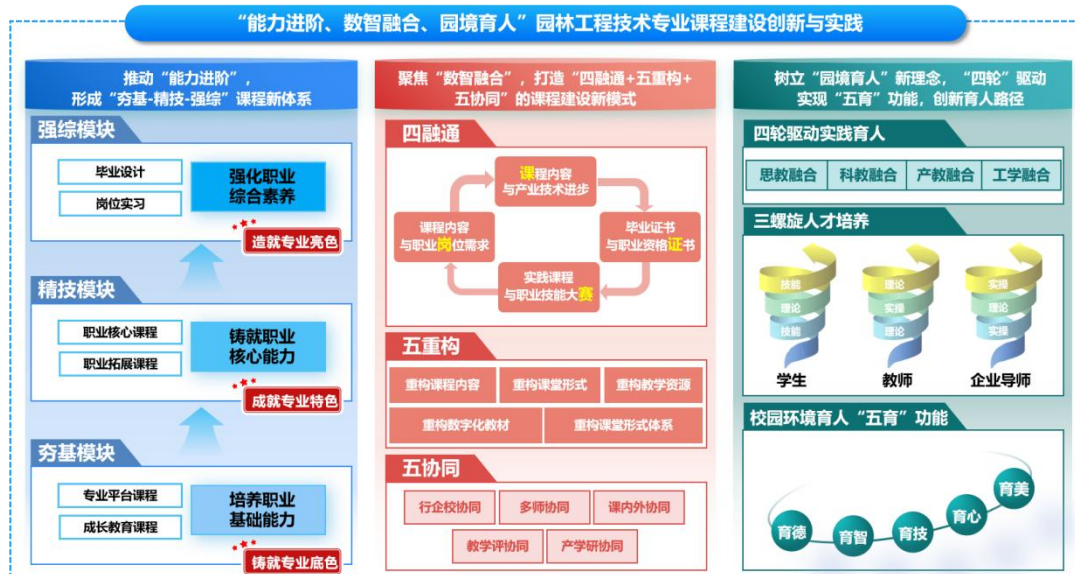 “能力进阶、数智融合、园境育人”园林工程技术专业课程建设创新与实践
推动“能力进阶”，
形成“夯基-精技-强综”课程新体系
强综模块
毕业设计
岗位实习
强化职业
综合素养
造就专业亮色
精技模块
职业核心课程
职业拓展课程
铸就职业
核心能力
成就专业特色
夯基模块
专业平台课程
成长教育课程
培养职业
基础能力
铸就专业底色
聚焦“数智融合”，打造“四融通+五重构+
五协同”的课程建设新模式
四融通
课程内容
与产业技术进步
课程内容
与职业岗位需求
毕业证书
与职业资格证书
实践课程
与职业技能大赛
五重构
重构课程内容
重构课堂形式
重构教学资源
重构数字化教材
重构课堂形式体系
五协同
行企校协同
多师协同
课内外协同
教学评协同
产学研协同
树立“园境育人”新理念，“四轮”驱动
实现“五育”功能，创新育人路径
四轮驱动实践育人
思教融合
科教融合
产教融合
工学融合
三螺旋人才培养
技能
理论
技能
学生
理论
实操
理论
教师
实操
理论
实操
企业导师
校园环境育人“五育”功能
育德
育智
育技
育心
育美